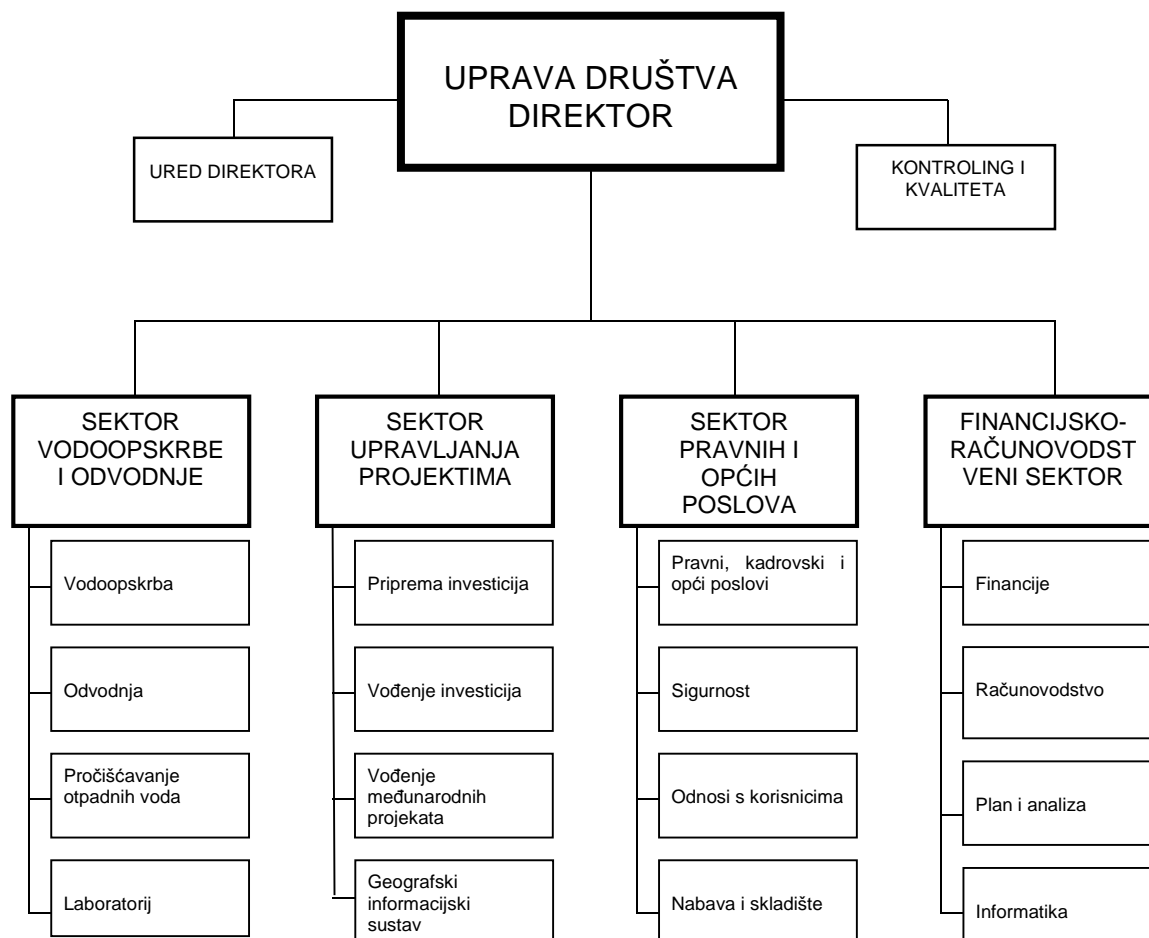 UPRAVA DRUŠTVA
DIREKTOR
URED DIREKTORA
KONTROLING I
KVALITETA
SEKTOR
VODOOPSKRBE
I ODVODNJE
SEKTOR
UPRAVLJANJA
PROJEKTIMA
SEKTOR
PRAVNIH I
OPĆIH
POSLOVA
FINANCIJSKO-
RAČUNOVODST
VENI SEKTOR
Vodoopskrba
Odvodnja
Pročišćavanje
otpadnih voda
Laboratorij
Priprema investicija
Vođenje investicija
Vođenje
međunarodnih
projekata
Geografski
informacijski
sustav
Pravni, kadrovski i
opći poslovi
Sigurnost
Odnosi s korisnicima
Nabava i skladište
Financije
Računovodstvo
Plan i analiza
Informatika